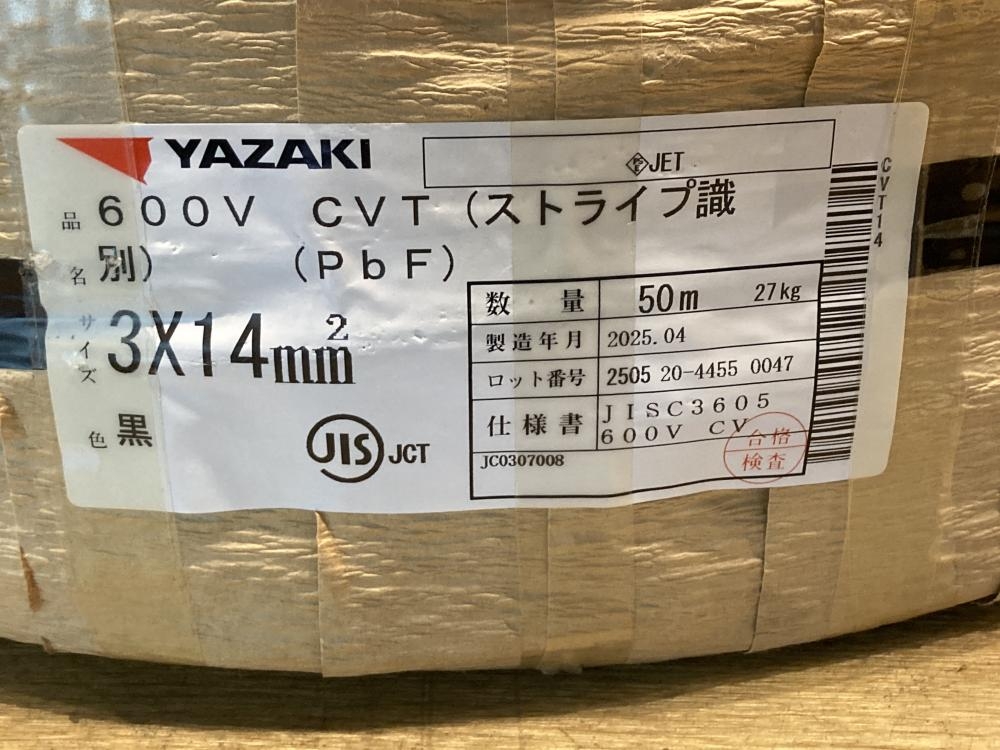 YAZAKI
PSE JET
品名 600V CVT（ストライプ識
別） （PbF）
サイズ 3X14mm²
色 黒
JIS JCT
数量 50m 27kg
製造年月 2025.04
ロット番号 2505 20-4455 0047
仕様書 JISC3605
600V CV
JC0307008
合格
検査
CVT14